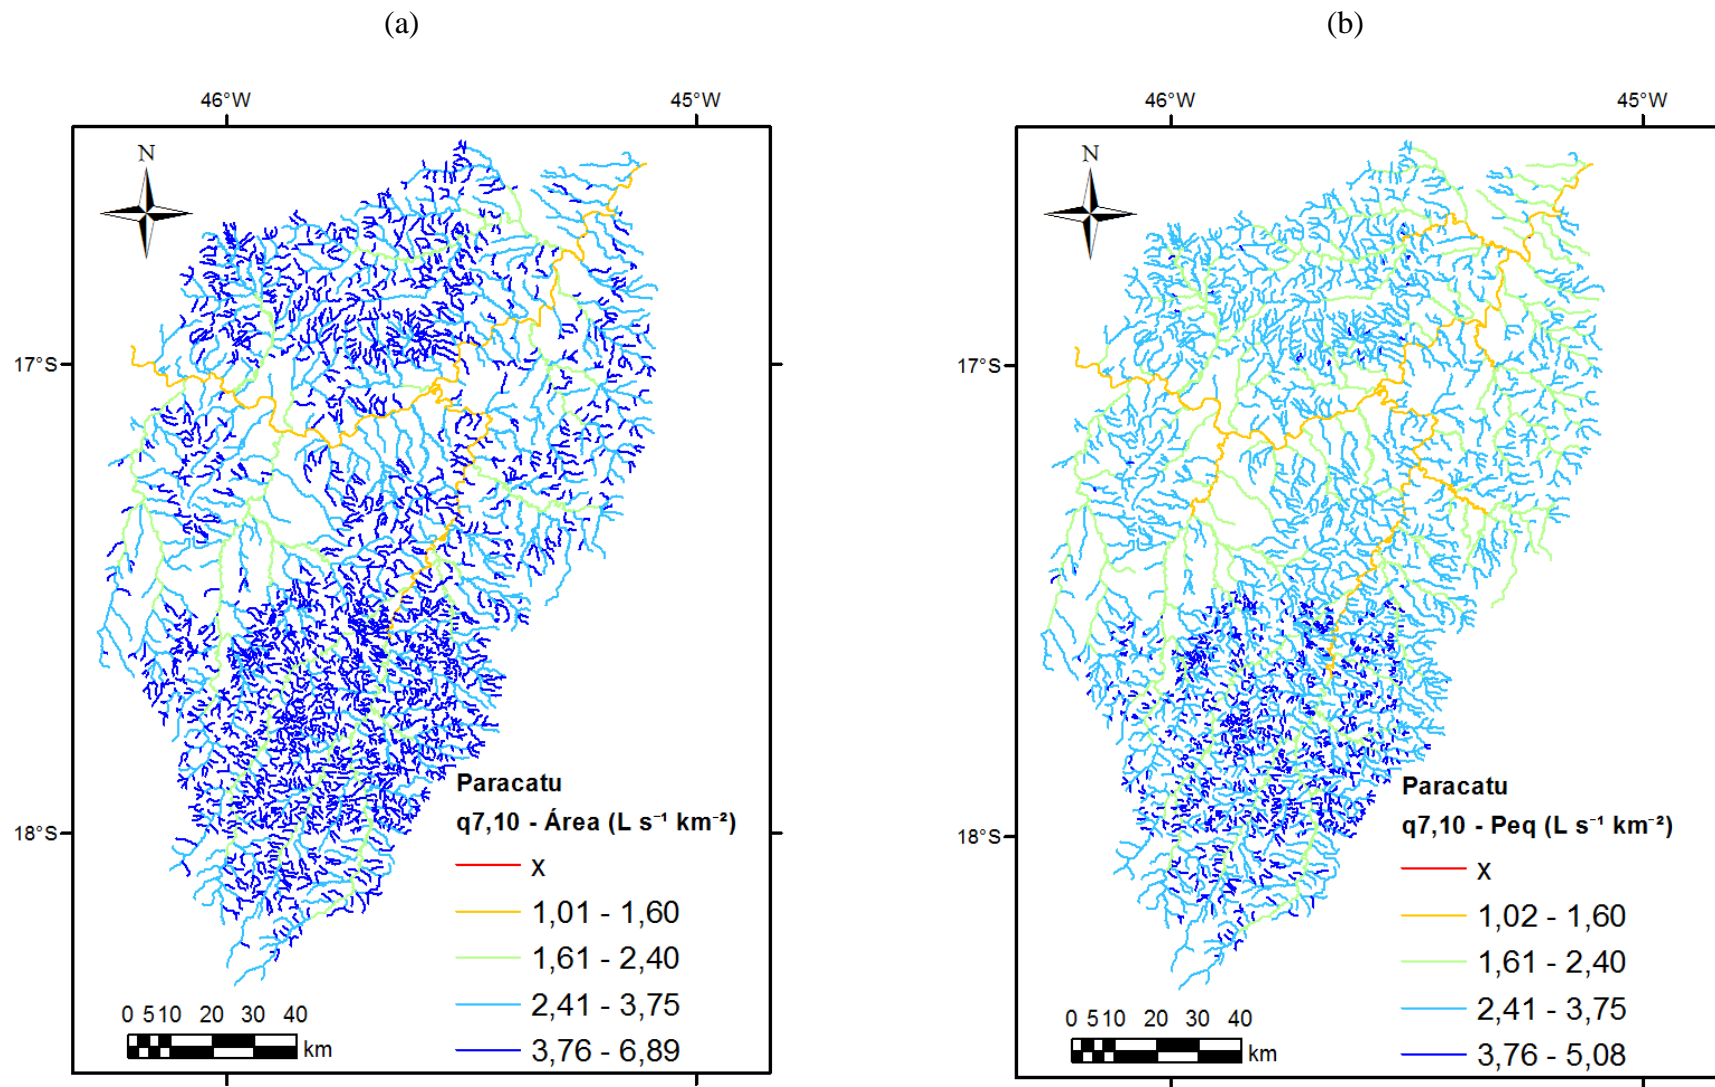 (a)
46°W 45°W
N
17°S
18°S
Paracatu
q7,10 - Área (L s⁻¹ km⁻²)
x
1,01 - 1,60
1,61 - 2,40
2,41 - 3,75
3,76 - 6,89
0 5 10 20 30 40
km
(b)
46°W 45°W
N
17°S
18°S
Paracatu
q7,10 - Peq (L s⁻¹ km⁻²)
x
1,02 - 1,60
1,61 - 2,40
2,41 - 3,75
3,76 - 5,08
0 5 10 20 30 40
km